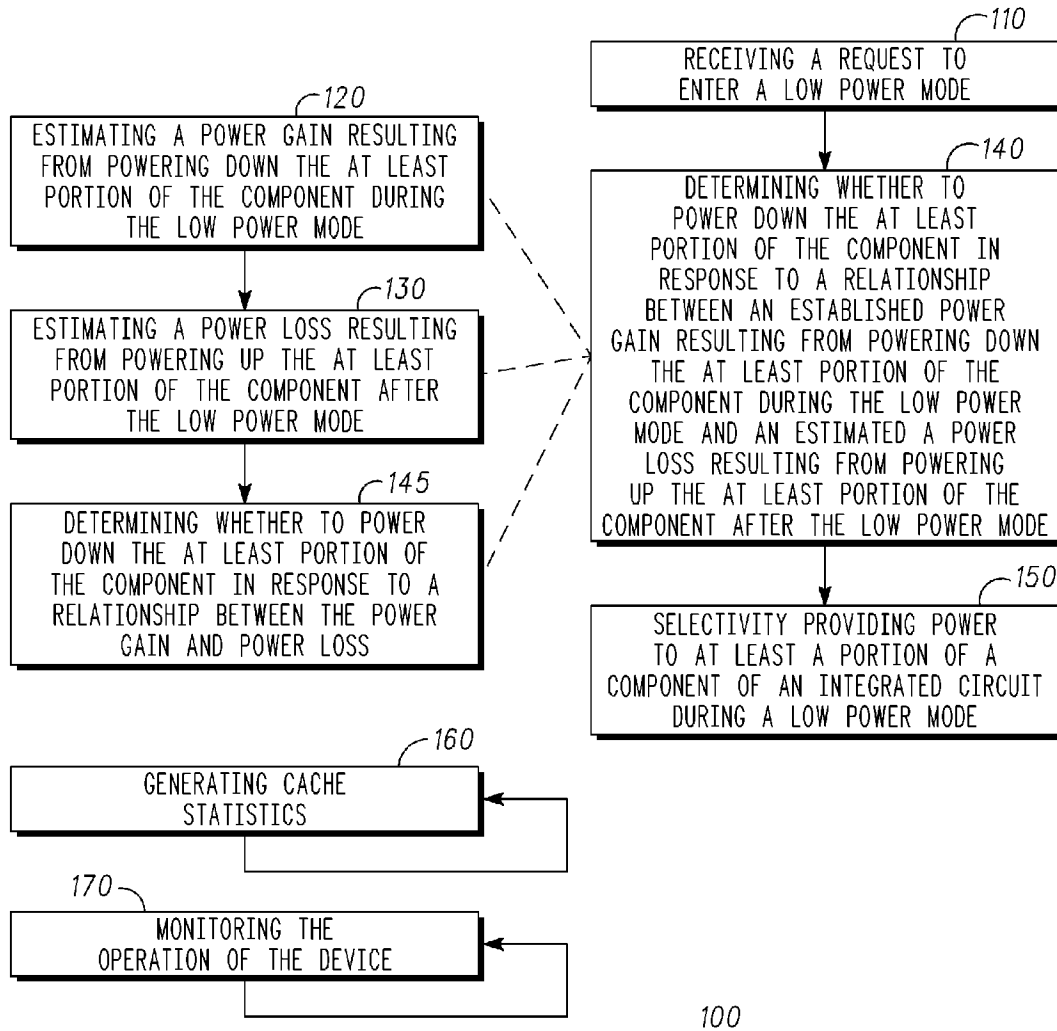 110
RECEIVING A REQUEST TO
ENTER A LOW POWER MODE
120
ESTIMATING A POWER GAIN RESULTING
FROM POWERING DOWN THE AT LEAST
PORTION OF THE COMPONENT DURING
THE LOW POWER MODE
130
ESTIMATING A POWER LOSS RESULTING
FROM POWERING UP THE AT LEAST
PORTION OF THE COMPONENT AFTER
THE LOW POWER MODE
145
DETERMINING WHETHER TO POWER
DOWN THE AT LEAST PORTION OF
THE COMPONENT IN RESPONSE TO A
RELATIONSHIP BETWEEN THE POWER
GAIN AND POWER LOSS
140
DETERMINING WHETHER TO
POWER DOWN THE AT LEAST
PORTION OF THE COMPONENT IN
RESPONSE TO A RELATIONSHIP
BETWEEN AN ESTABLISHED POWER
GAIN RESULTING FROM POWERING DOWN
THE AT LEAST PORTION OF THE
COMPONENT DURING THE LOW POWER
MODE AND AN ESTIMATED A POWER
LOSS RESULTING FROM POWERING
UP THE AT LEAST PORTION OF THE
COMPONENT AFTER THE LOW POWER MODE
150
SELECTIVITY PROVIDING POWER
TO AT LEAST A PORTION OF A
COMPONENT OF AN INTEGRATED CIRCUIT
DURING A LOW POWER MODE
160
GENERATING CACHE
STATISTICS
170
MONITORING THE
OPERATION OF THE DEVICE
100